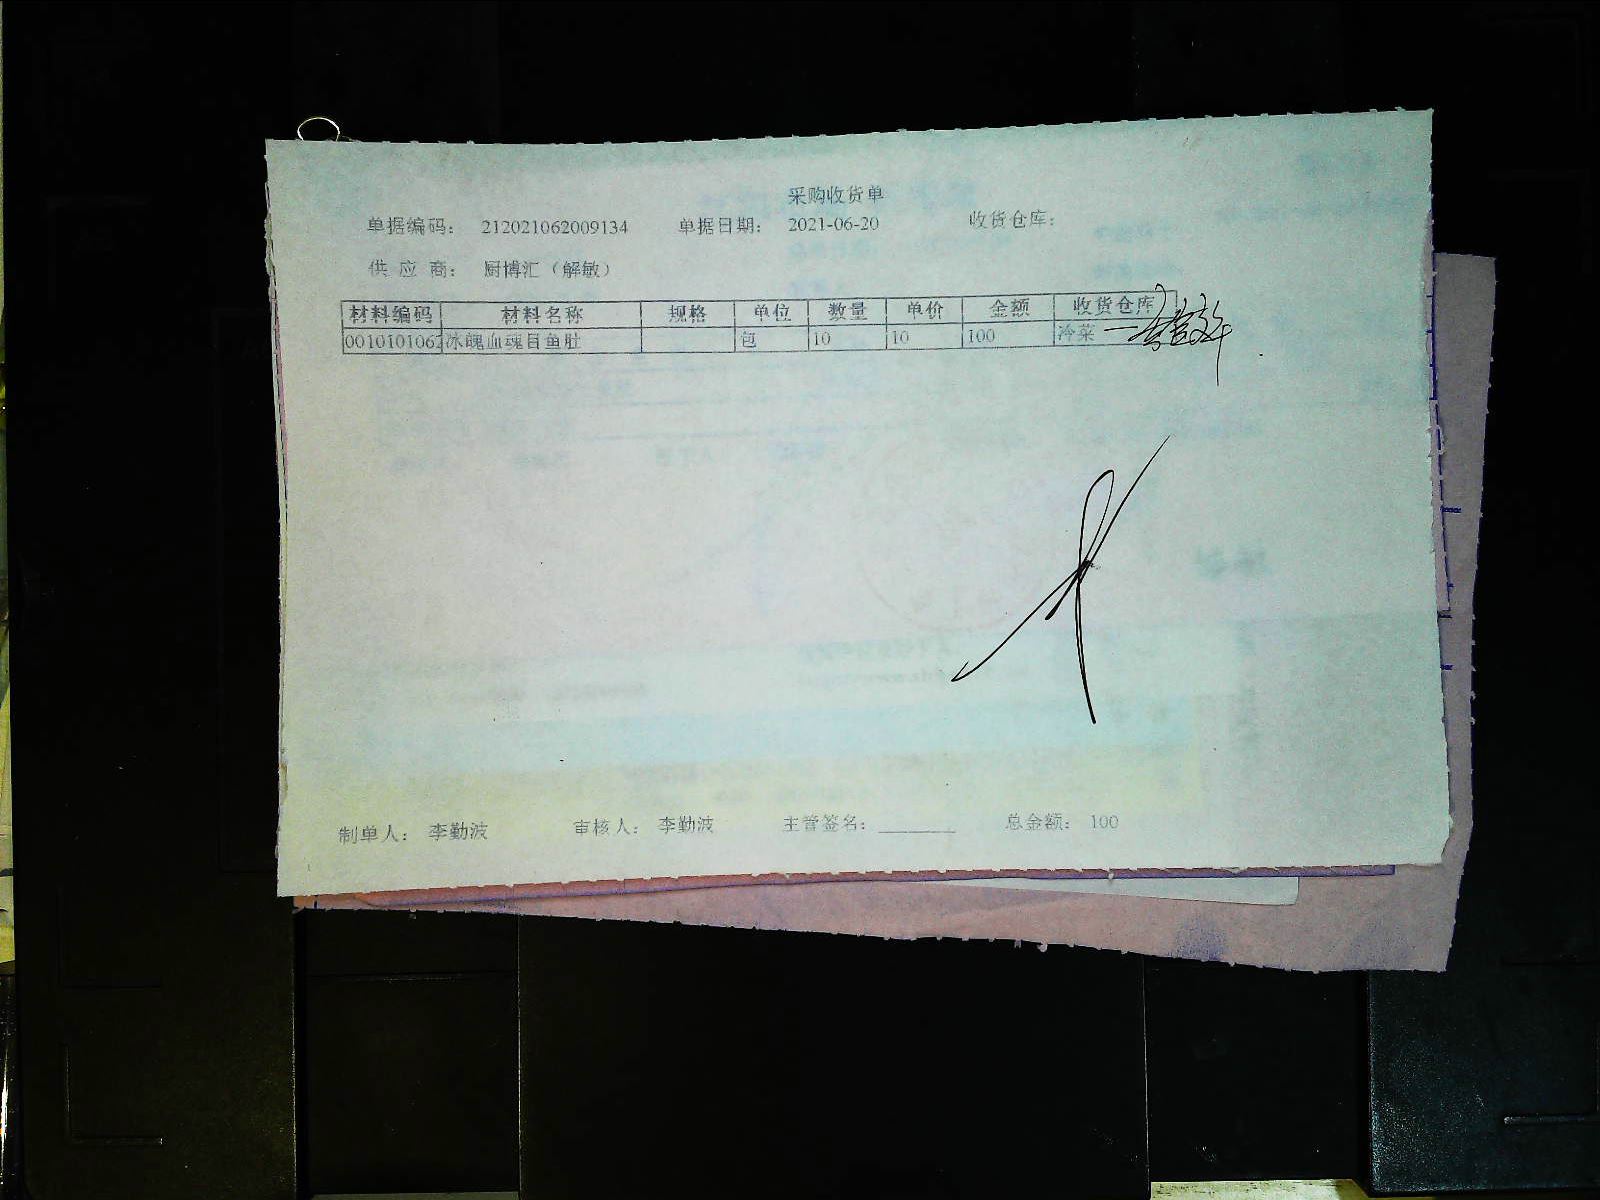 采购收货单
单据编码： 212021062009134 单据日期： 2021-06-20 收货仓库：
供 应 商： 厨博汇（解敏）
材料编码 材料名称 规格 单位 数量 单价 金额 收货仓库
0010101062 冰魄血魂目鱼肚 包 10 10 100 冷菜
制单人： 李勤波 审核人： 李勤波 主管签名： 总金额： 100